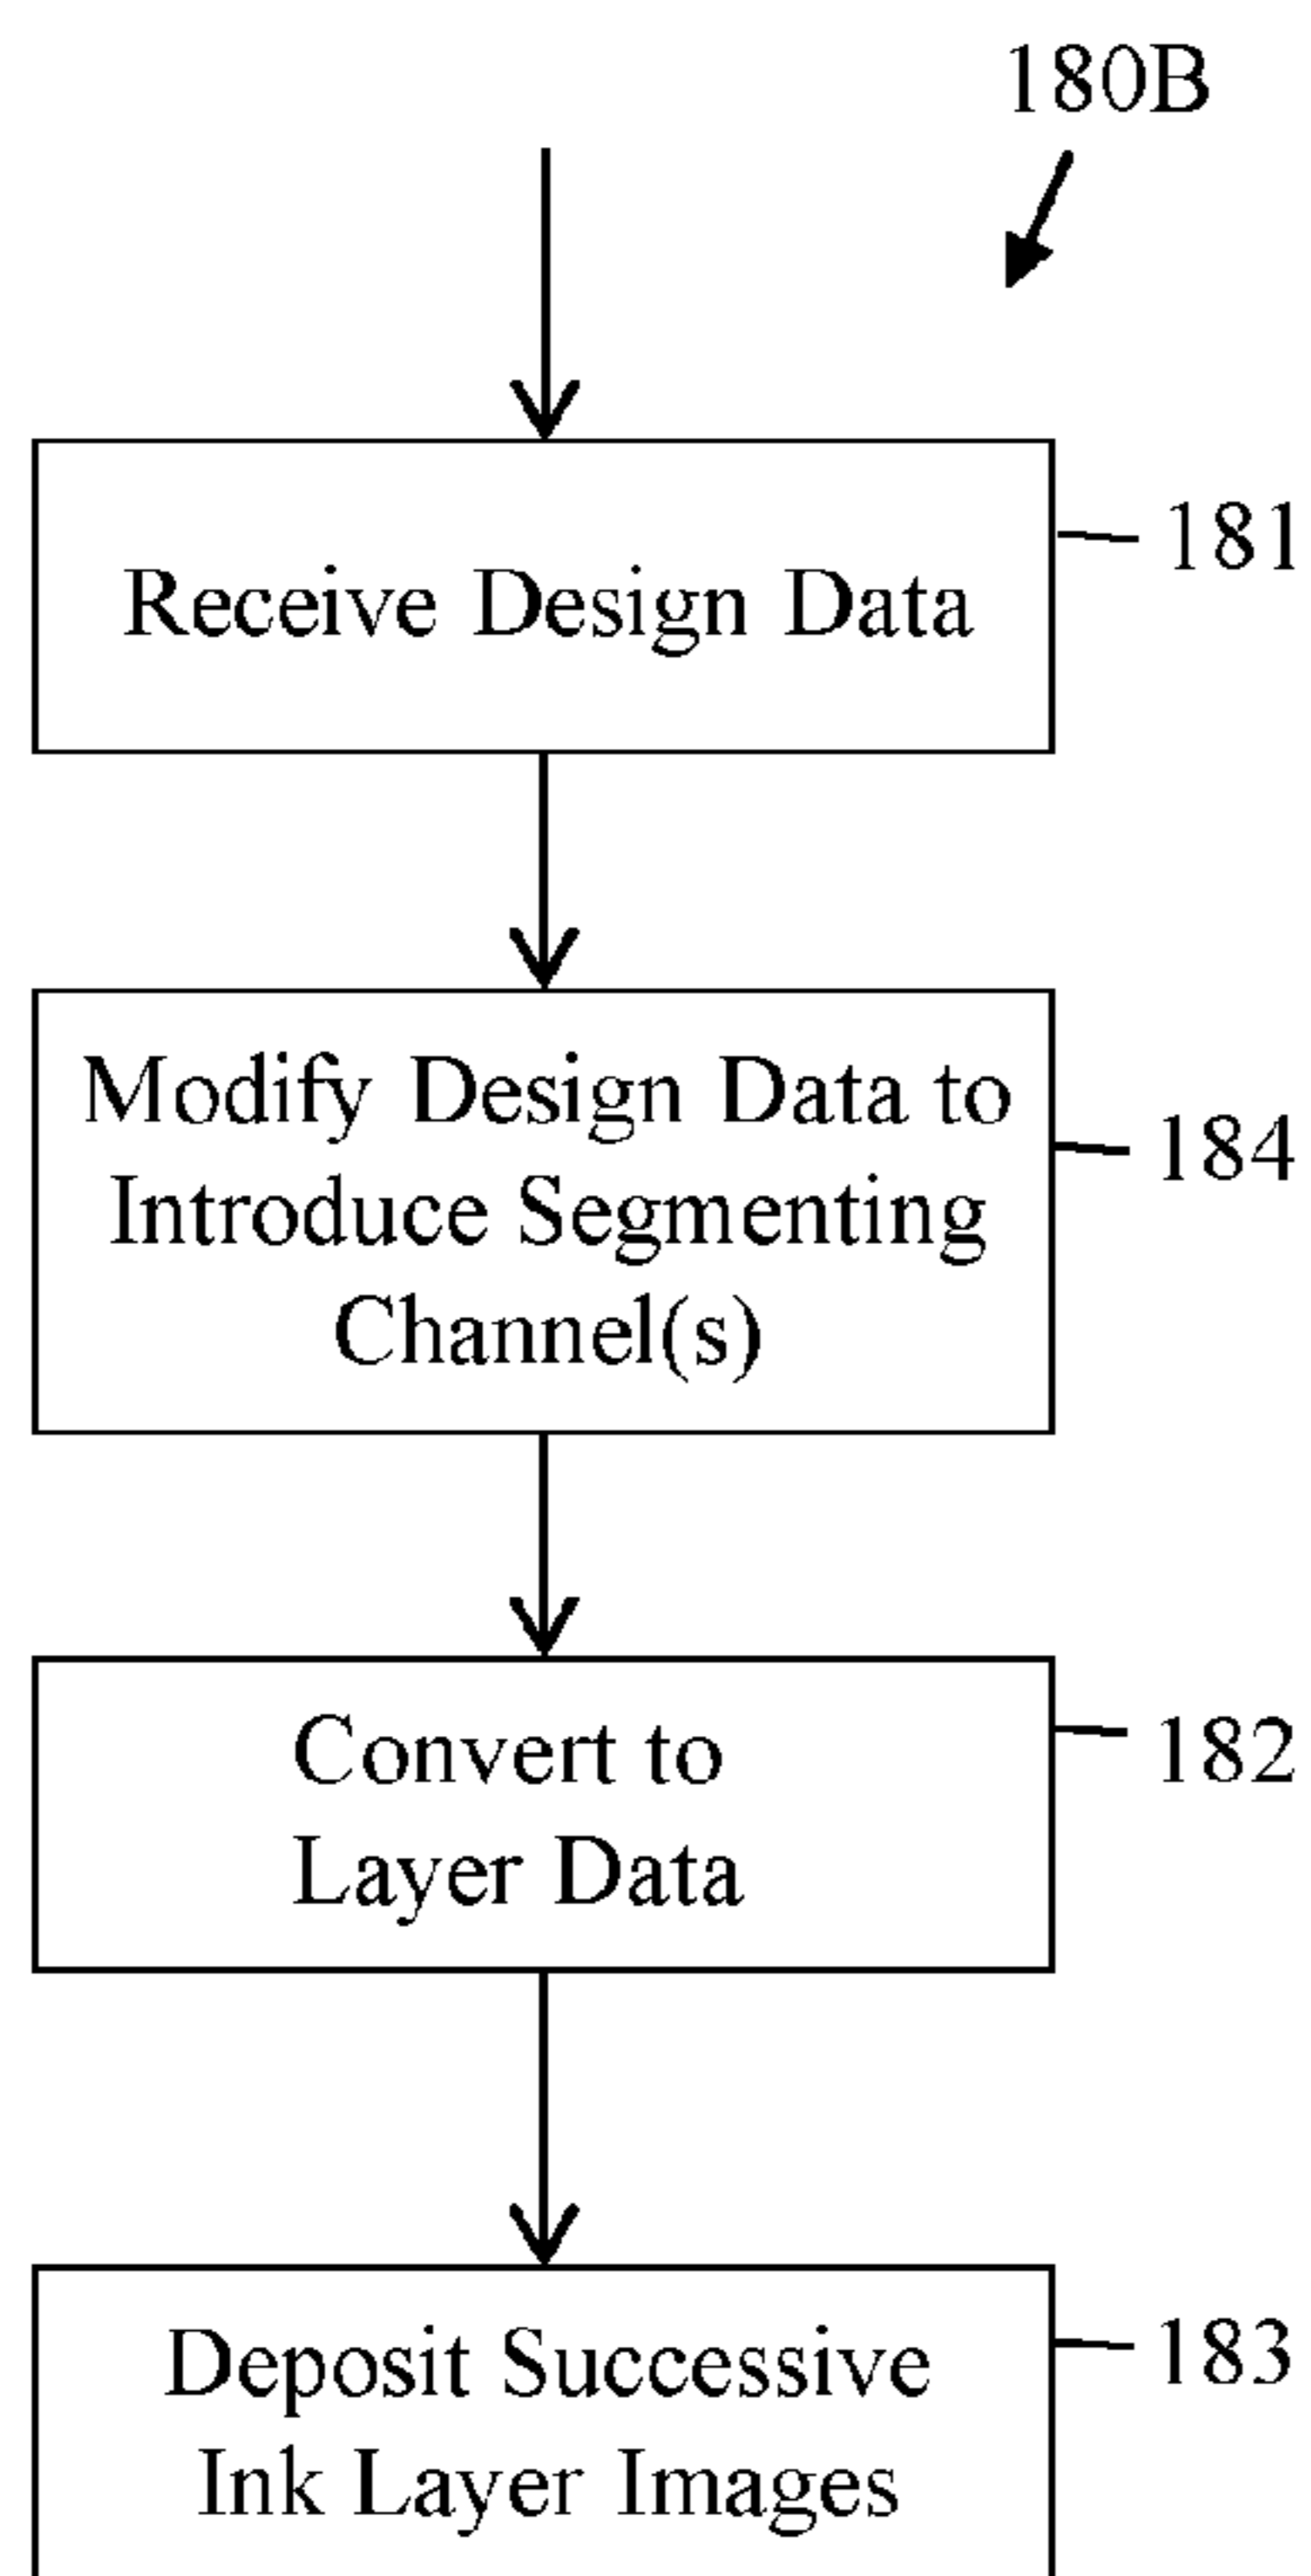 180B
Receive Design Data
181
Modify Design Data to
Introduce Segmenting
Channel(s)
184
Convert to
Layer Data
182
Deposit Successive
Ink Layer Images
183